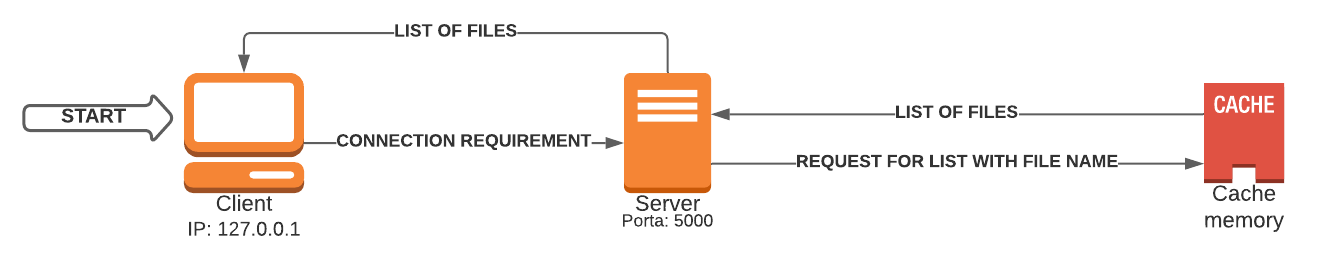 LIST OF FILES
START
CONNECTION REQUIREMENT
LIST OF FILES
REQUEST FOR LIST WITH FILE NAME
CACHE
Client
IP: 127.0.0.1
Server
Porta: 5000
Cache
memory